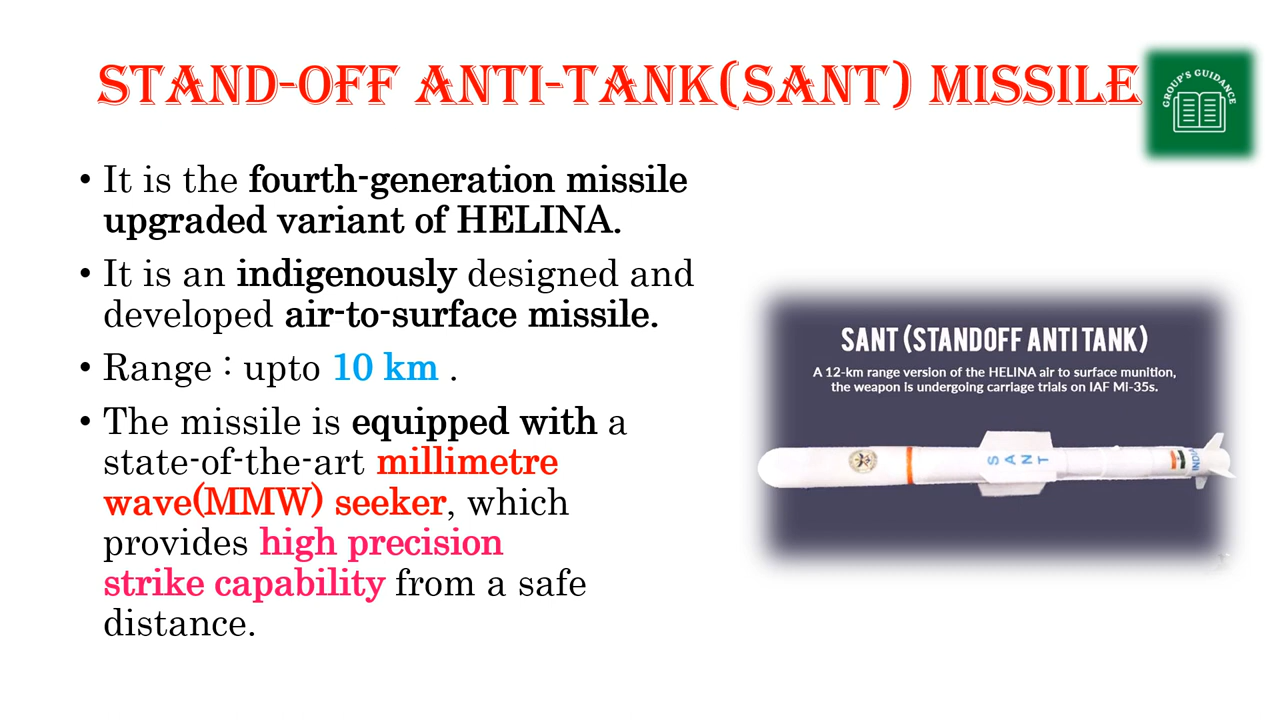 STAND-OFF ANTI-TANK(SANT) MISSILE
GROUP'S GUIDANCE
• It is the fourth-generation missile
upgraded variant of HELINA.
• It is an indigenously designed and
developed air-to-surface missile.
• Range : upto 10 km .
• The missile is equipped with a
state-of-the-art millimetre
wave(MMW) seeker, which
provides high precision
strike capability from a safe
distance.
SANT (STANDOFF ANTI TANK)
A 12-km range version of the HELINA air to surface munition,
the weapon is undergoing carriage trials on IAF Mi-35s.
SANT
INDIA